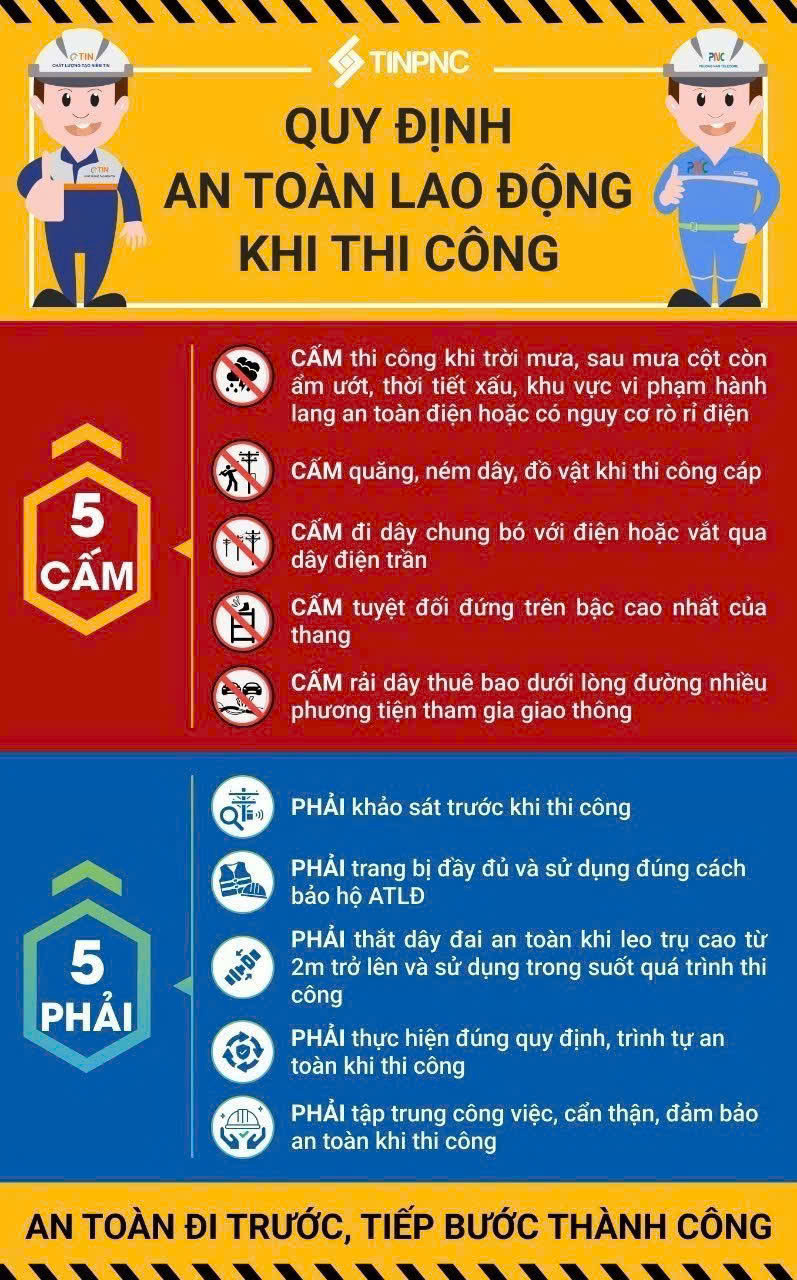 TIN
CHẤT LƯỢNG TẠO NIỀM TIN
TINPNC
PNC
QUY ĐỊNH
AN TOÀN LAO ĐỘNG
KHI THI CÔNG
TIN
PNC
5
CẤM
CẤM thi công khi trời mưa, sau mưa cột còn
ẩm ướt, thời tiết xấu, khu vực vi phạm hành
lang an toàn điện hoặc có nguy cơ rò rỉ điện
CẤM quăng, ném dây, đồ vật khi thi công cáp
CẤM đi dây chung bó với điện hoặc vắt qua
dây điện trần
CẤM tuyệt đối đứng trên bậc cao nhất của
thang
CẤM rải dây thuê bao dưới lòng đường nhiều
phương tiện tham gia giao thông
5
PHẢI
PHẢI khảo sát trước khi thi công
PHẢI trang bị đầy đủ và sử dụng đúng cách
bảo hộ ATLĐ
PHẢI thắt dây đai an toàn khi leo trụ cao từ
2m trở lên và sử dụng trong suốt quá trình thi
công
PHẢI thực hiện đúng quy định, trình tự an
toàn khi thi công
PHẢI tập trung công việc, cẩn thận, đảm bảo
an toàn khi thi công
AN TOÀN ĐI TRƯỚC, TIẾP BƯỚC THÀNH CÔNG